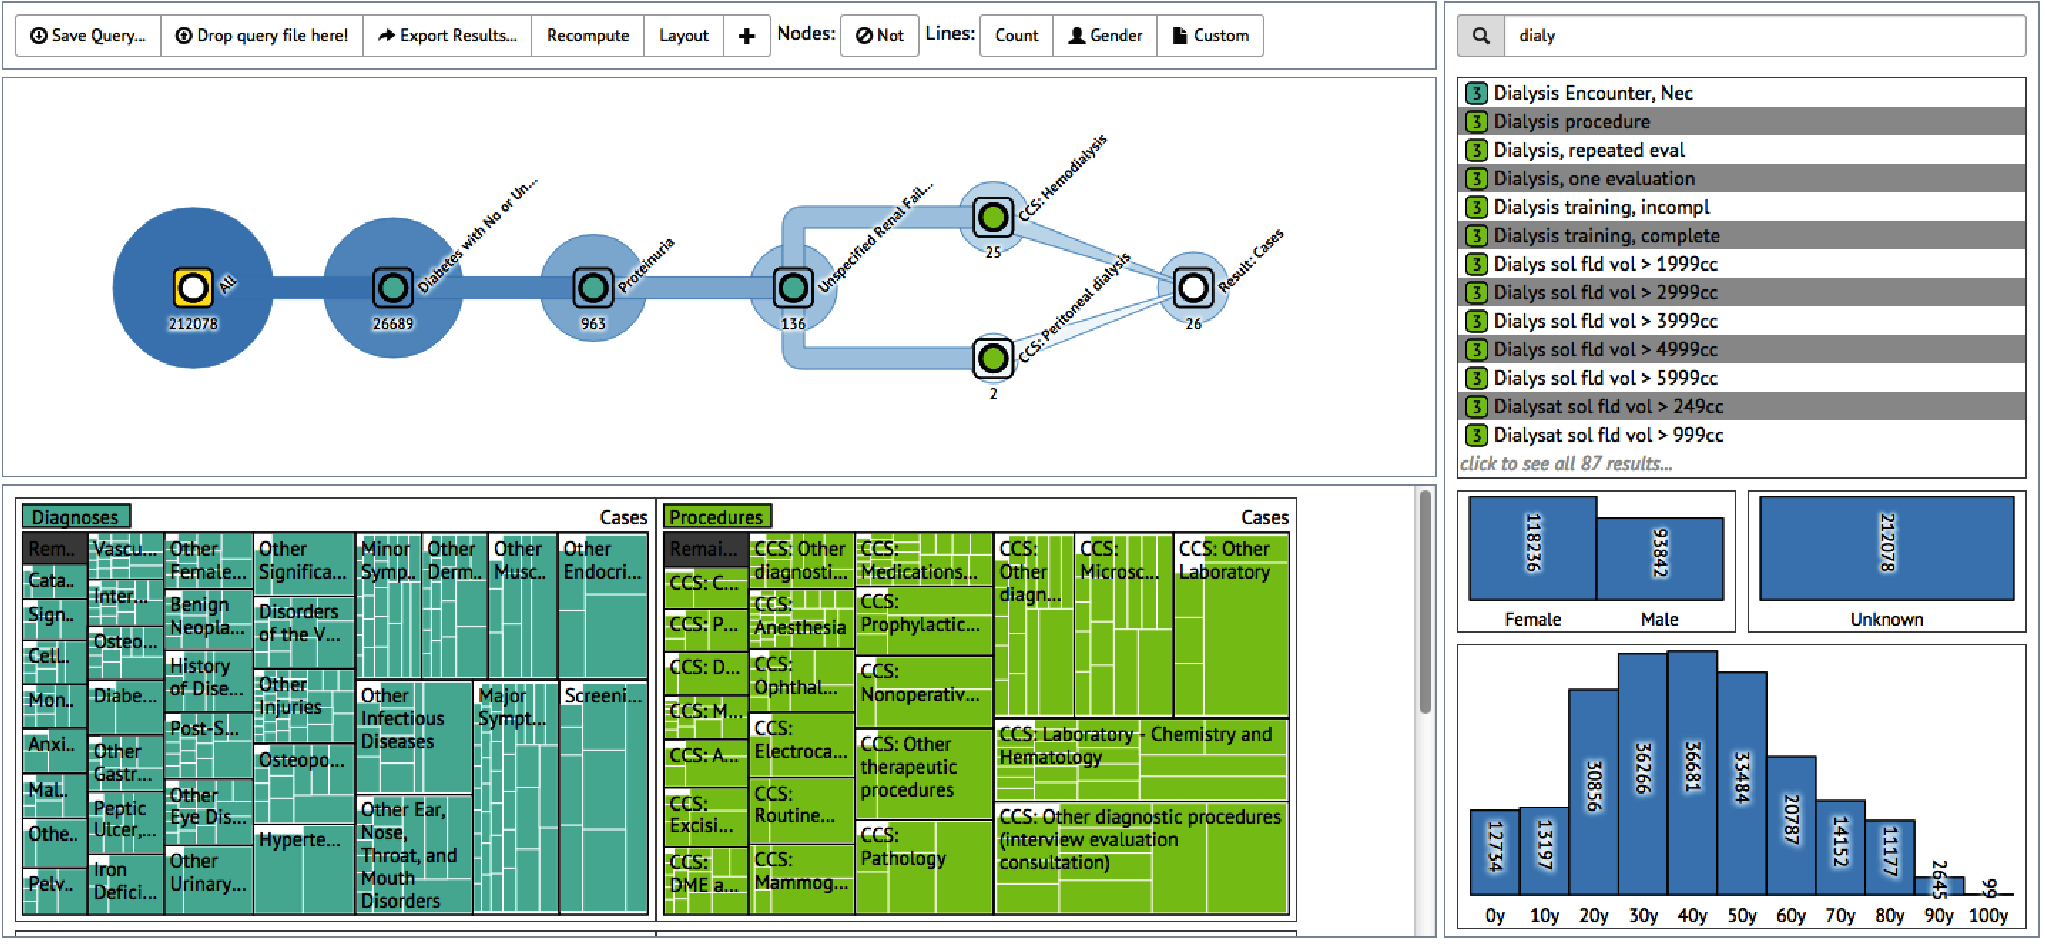 Save Query... Drop query file here! Export Results... Recompute Layout + Nodes: Not Lines: Count Gender Custom
All
212078
Diabetes with No or Un...
26689
Proteinuria
963
Unspecified Renal Fail...
136
CCS: Hemodialysis
25
CCS: Peritoneal dialysis
2
Result: Cases
26
dialy
3 Dialysis Encounter, Nec
3 Dialysis procedure
3 Dialysis, repeated eval
3 Dialysis, one evaluation
3 Dialysis training, incompl
3 Dialysis training, complete
3 Dialys sol fld vol > 1999cc
3 Dialys sol fld vol > 2999cc
3 Dialys sol fld vol > 3999cc
3 Dialys sol fld vol > 4999cc
3 Dialys sol fld vol > 5999cc
3 Dialysat sol fld vol > 249cc
3 Dialysat sol fld vol > 999cc
click to see all 87 results...
Diagnoses
Cases
Rem..
Cata..
Sign..
Cell..
Mon..
Anxi..
Mal..
Othe..
Pelv..
Vascu...
Inter...
Osteo...
Diabe...
Other
Gastr...
Peptic
Ulcer,...
Iron
Defici...
Other
Female...
Benign
Neopla...
History
of Dise...
Post-S...
Other
Eye Dis...
Other
Urinary...
Other
Significa...
Disorders
of the V...
Other
Injuries
Osteopo...
Hyperte...
Minor
Symp..
Other
Derm..
Other
Musc..
Other
Endocri...
Other
Infectious
Diseases
Other Ear,
Nose,
Throat, and
Mouth
Disorders
Major
Sympt...
Screeni...
Procedures
Cases
Remai...
CCS: C...
CCS: P...
CCS: D...
CCS: M...
CCS: A...
CCS:
Excisi...
CCS:
DME a...
CCS: Other
diagnosti...
CCS:
Anesthesia
CCS:
Ophthal...
CCS:
Electroca...
CCS:
Routine...
CCS:
Mammog...
CCS:
Medications...
CCS:
Prophylactic...
CCS:
Nonoperativ...
CCS: Other
therapeutic
procedures
CCS:
Pathology
CCS:
Other
diagn...
CCS:
Microsc...
CCS: Other
Laboratory
CCS: Laboratory - Chemistry and
Hematology
CCS: Other diagnostic procedures
(interview evaluation
consultation)
118236
93842
Female Male
212078
Unknown
12734
13197
30856
36266
36681
33484
20787
14152
11177
2645
99
0y 10y 20y 30y 40y 50y 60y 70y 80y 90y 100y